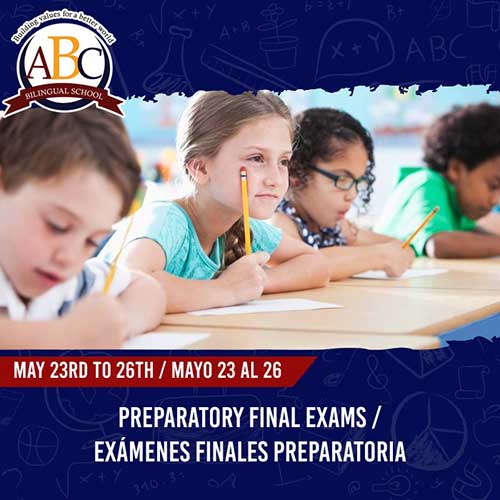 Building values for a better world
ABC
BILINGUAL SCHOOL
ABC
MAY 23RD TO 26TH / MAYO 23 AL 26
PREPARATORY FINAL EXAMS /
EXÁMENES FINALES PREPARATORIA